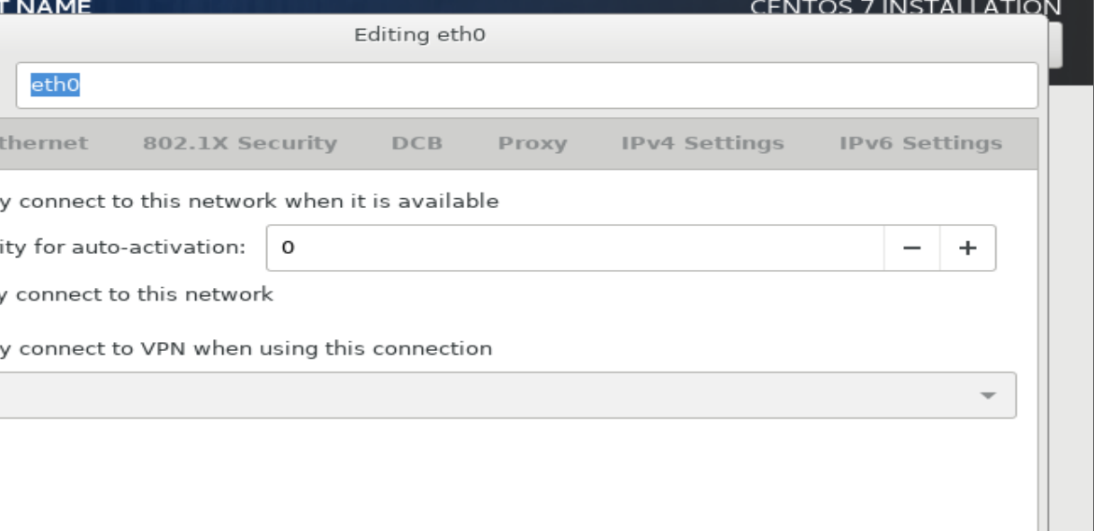 T NAME
CENTOS 7 INSTALLATION
Editing eth0
eth0
thernet 802.1X Security DCB Proxy IPv4 Settings IPv6 Settings
y connect to this network when it is available
ity for auto-activation: 0 − +
y connect to this network
y connect to VPN when using this connection